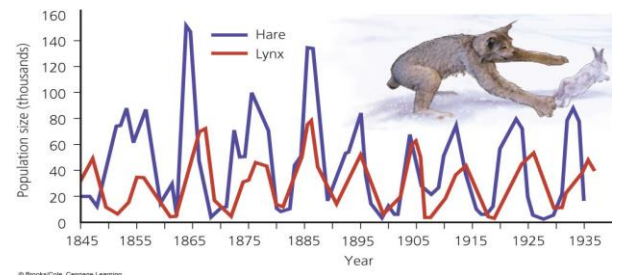 Population size (thousands)
160
140
120
100
80
60
40
20
0
Hare
Lynx
1845 1855 1865 1875 1885 1895 1905 1915 1925 1935
Year
© Brooks/Cole, Cengage Learning